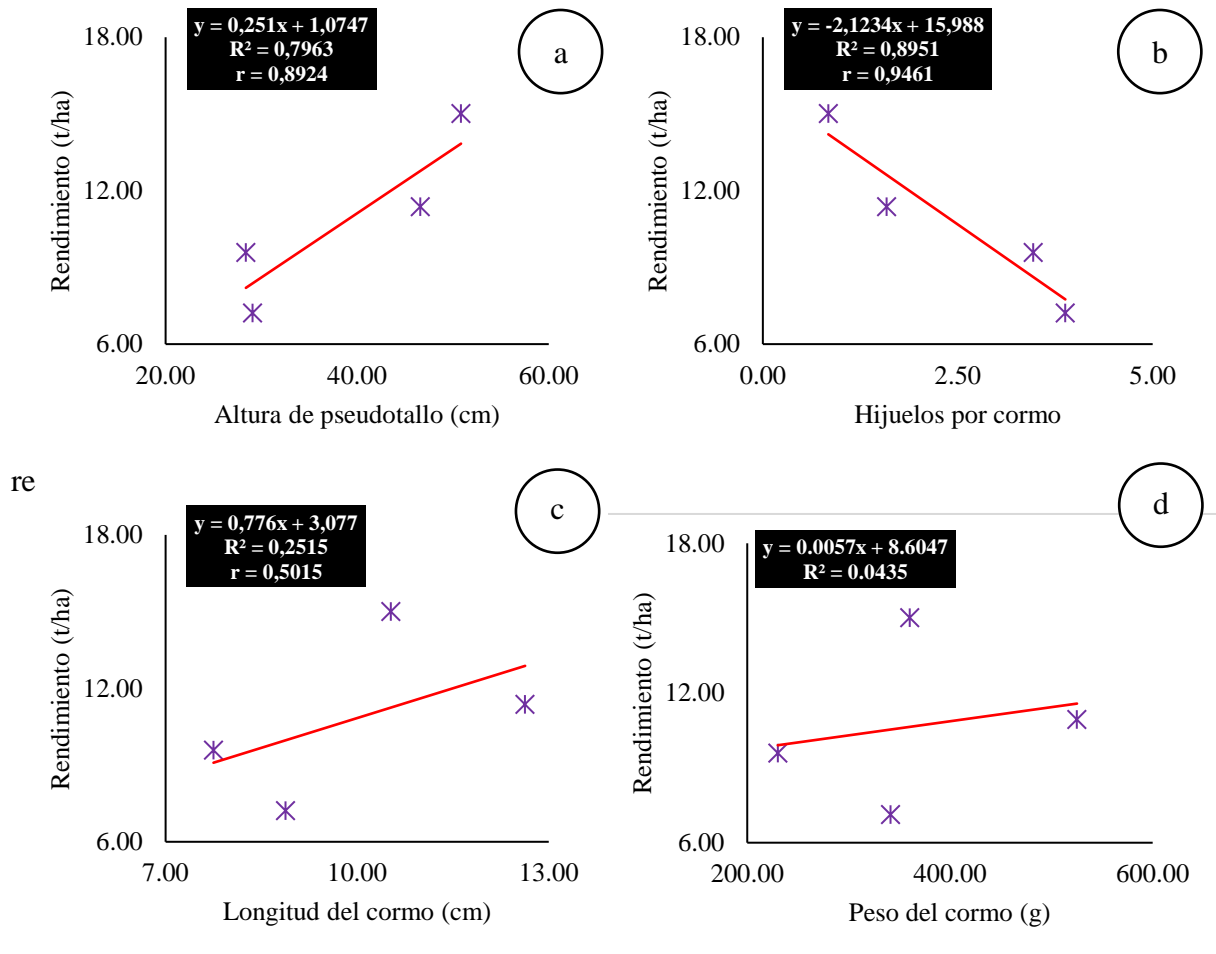 y = 0,251x + 1,0747
R² = 0,7963
r = 0,8924
a
18.00
12.00
6.00
Rendimiento (t/ha)
20.00 40.00 60.00
Altura de pseudotallo (cm)
y = -2,1234x + 15,988
R² = 0,8951
r = 0,9461
b
18.00
12.00
6.00
Rendimiento (t/ha)
0.00 2.50 5.00
Hijuelos por cormo
re
y = 0,776x + 3,077
R² = 0,2515
r = 0,5015
c
18.00
12.00
6.00
Rendimiento (t/ha)
7.00 10.00 13.00
Longitud del cormo (cm)
y = 0.0057x + 8.6047
R² = 0.0435
d
18.00
12.00
6.00
Rendimiento (t/ha)
200.00 400.00 600.00
Peso del cormo (g)